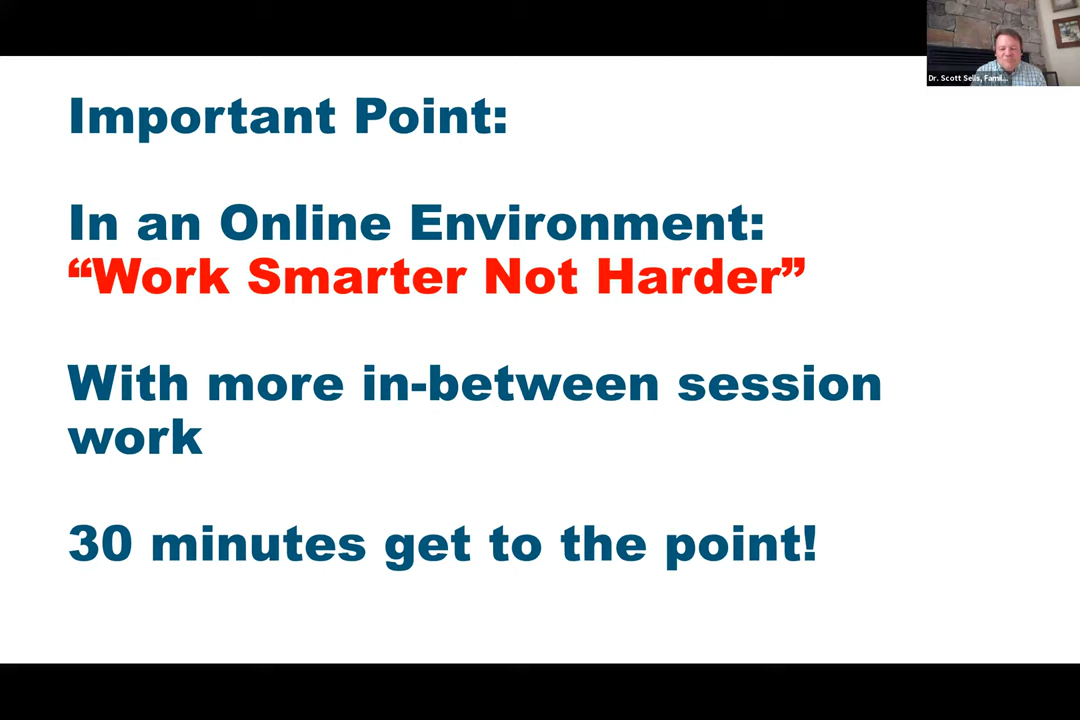 Dr. Scott Sells, Famil...
Important Point:
In an Online Environment:
“Work Smarter Not Harder”
With more in-between session
work
30 minutes get to the point!